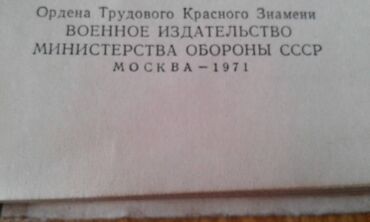 Ордена Трудового Красного Знамени
ВОЕННОЕ ИЗДАТЕЛЬСТВО
МИНИСТЕРСТВА ОБОРОНЫ СССР
МОСКВА — 1971